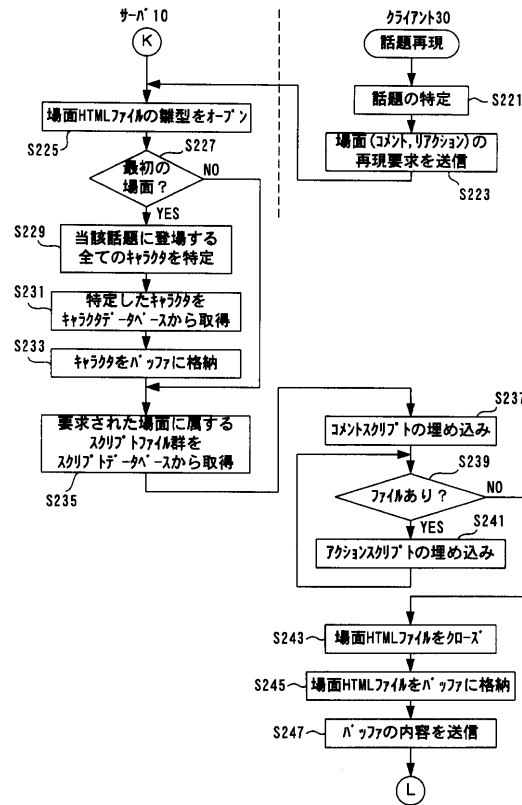 サーバ10
K
場面HTMLファイルの雛型をオープン
S225
S227
最初の
場面?
NO
YES
S229
当該話題に登場する
全てのキャラクタを特定
S231
特定したキャラクタを
キャラクタデータベースから取得
S233
キャラクタをバッファに格納
要求された場面に属する
スクリプトファイル群を
スクリプトデータベースから取得
S235
クライアント30
話題再現
話題の特定
S221
場面(コメント,リアクション)の
再現要求を送信
S223
S237
コメントスクリプトの埋め込み
S239
ファイルあり?
NO
YES
S241
アクションスクリプトの埋め込み
S243
場面HTMLファイルをクローズ
S245
場面HTMLファイルをバッファに格納
S247
バッファの内容を送信
L